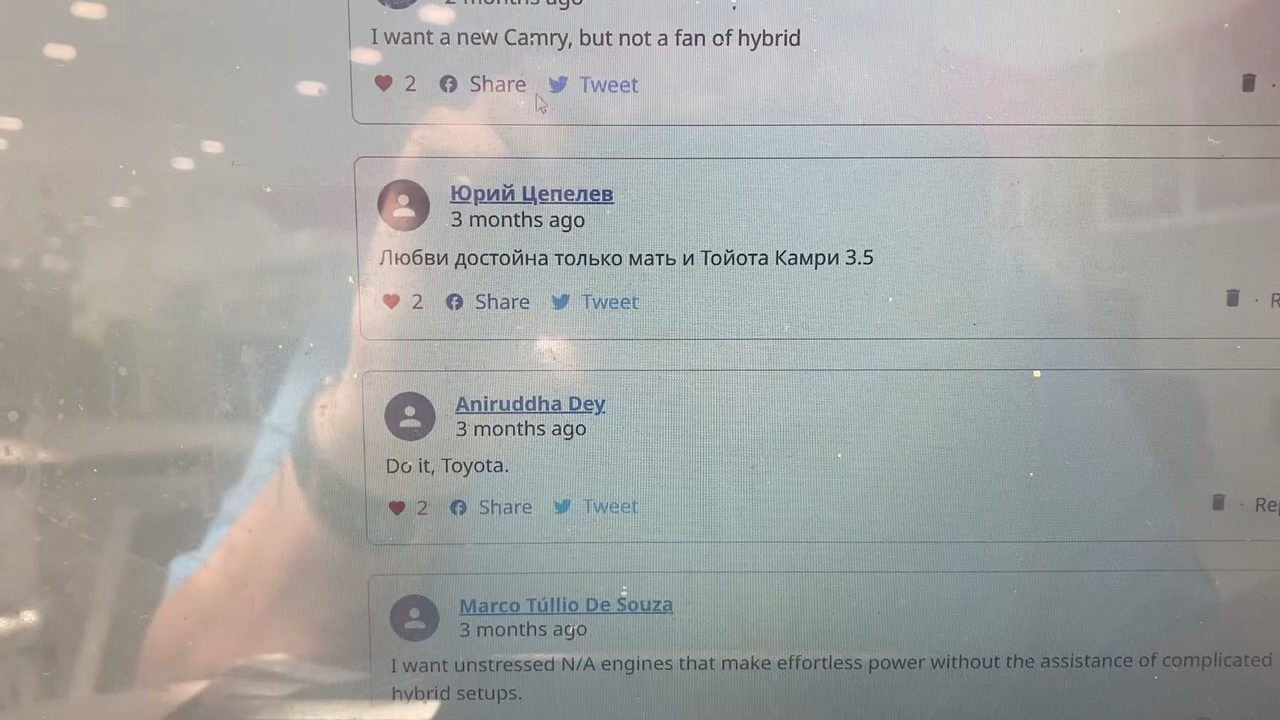 2 months ago
I want a new Camry, but not a fan of hybrid
2 Share Tweet
Юрий Цепелев
3 months ago
Любви достойна только мать и Тойота Камри 3.5
2 Share Tweet
Aniruddha Dey
3 months ago
Do it, Toyota.
2 Share Tweet
Marco Túllio De Souza
3 months ago
I want unstressed N/A engines that make effortless power without the assistance of complicated
hybrid setups.